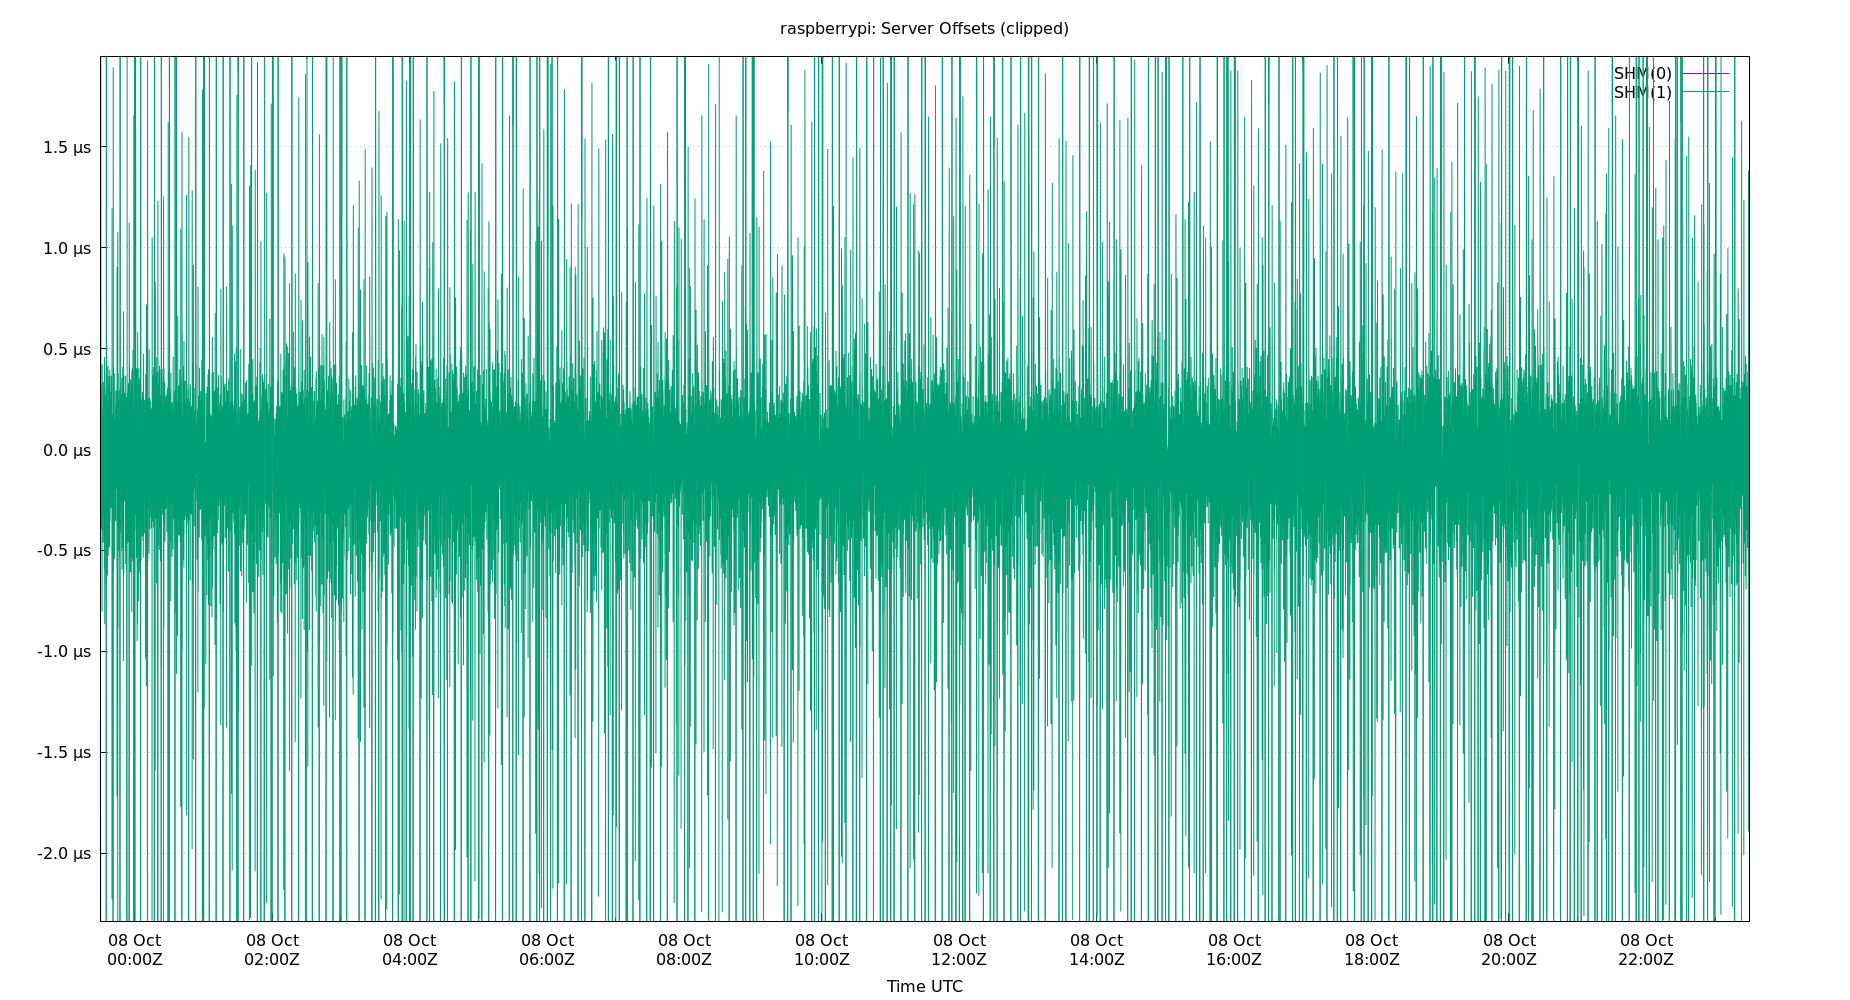 raspberrypi: Server Offsets (clipped)
SHM(0)
SHM(1)
1.5 µs
1.0 µs
0.5 µs
0.0 µs
-0.5 µs
-1.0 µs
-1.5 µs
-2.0 µs
08 Oct 08 Oct 08 Oct 08 Oct 08 Oct 08 Oct 08 Oct 08 Oct 08 Oct 08 Oct 08 Oct 08 Oct
00:00Z 02:00Z 04:00Z 06:00Z 08:00Z 10:00Z 12:00Z 14:00Z 16:00Z 18:00Z 20:00Z 22:00Z
Time UTC